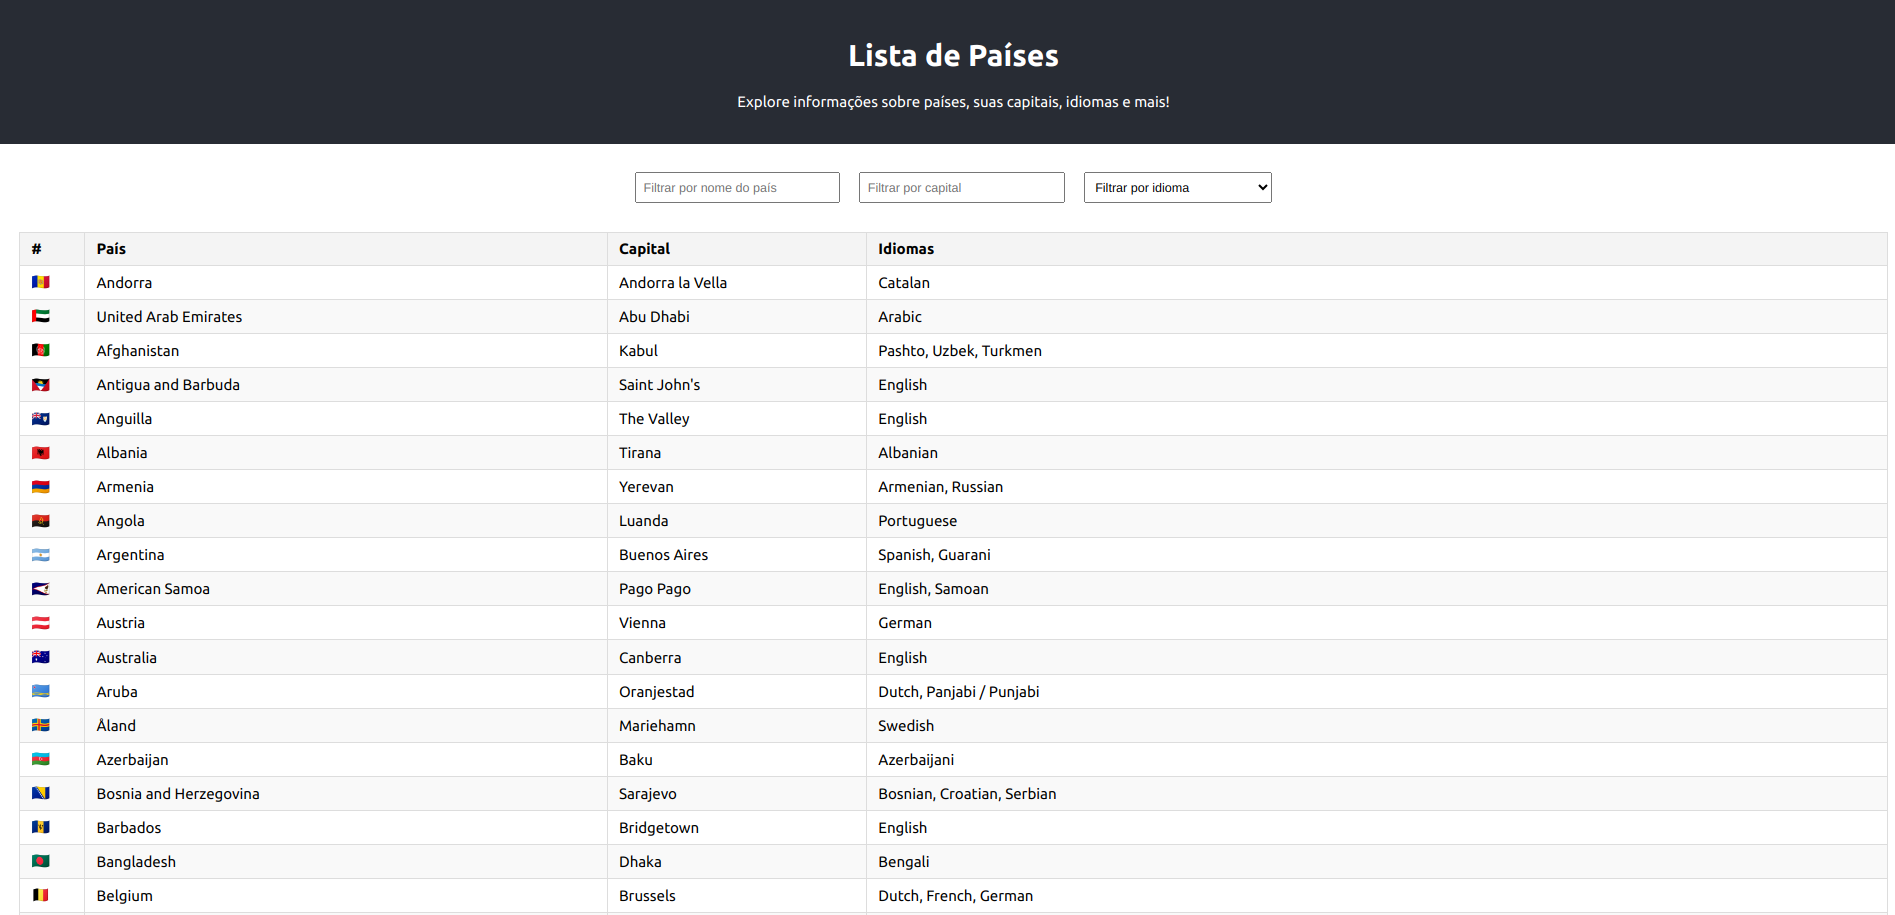 Lista de Países
Explore informações sobre países, suas capitais, idiomas e mais!
Filtrar por nome do país Filtrar por capital Filtrar por idioma
# País Capital Idiomas
Andorra Andorra la Vella Catalan
United Arab Emirates Abu Dhabi Arabic
Afghanistan Kabul Pashto, Uzbek, Turkmen
Antigua and Barbuda Saint John's English
Anguilla The Valley English
Albania Tirana Albanian
Armenia Yerevan Armenian, Russian
Angola Luanda Portuguese
Argentina Buenos Aires Spanish, Guarani
American Samoa Pago Pago English, Samoan
Austria Vienna German
Australia Canberra English
Aruba Oranjestad Dutch, Panjabi / Punjabi
Åland Mariehamn Swedish
Azerbaijan Baku Azerbaijani
Bosnia and Herzegovina Sarajevo Bosnian, Croatian, Serbian
Barbados Bridgetown English
Bangladesh Dhaka Bengali
Belgium Brussels Dutch, French, German